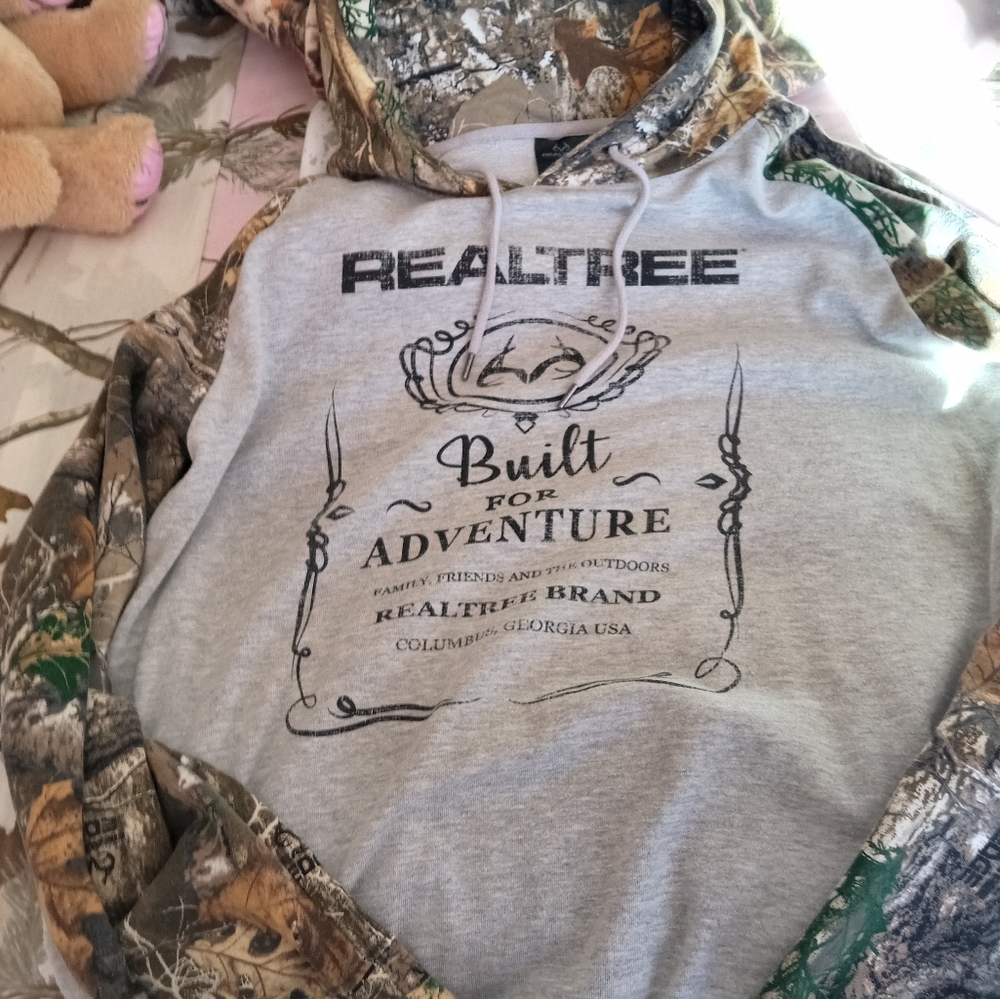 REALTREE
Built
FOR
ADVENTURE
FAMILY, FRIENDS AND THE OUTDOORS
REALTREE BRAND
COLUMBUS, GEORGIA USA